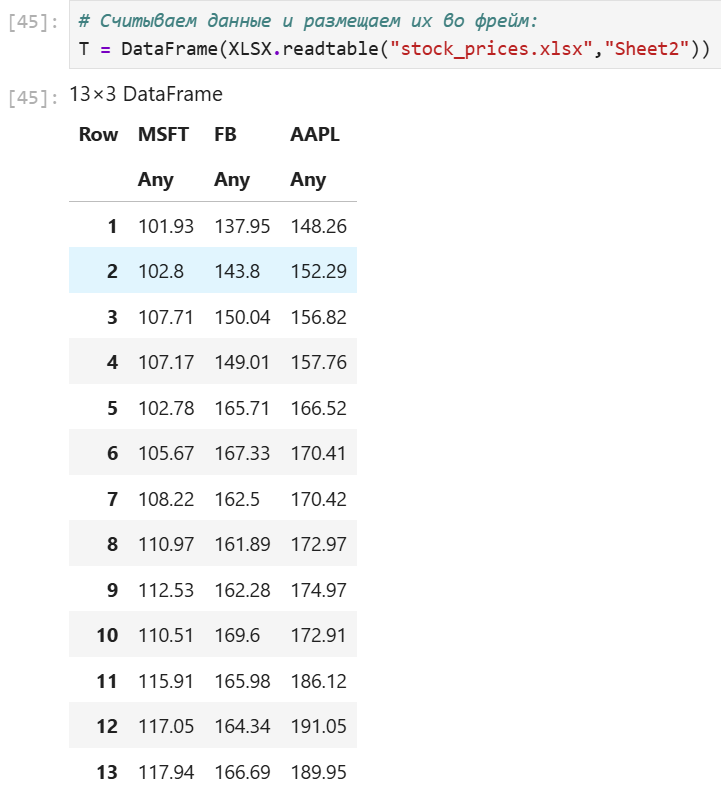 [45]: # Считываем данные и размещаем их во фрейм:
T = DataFrame(XLSX.readtable("stock_prices.xlsx","Sheet2"))
[45]: 13×3 DataFrame
Row MSFT FB AAPL
Any Any Any
1 101.93 137.95 148.26
2 102.8 143.8 152.29
3 107.71 150.04 156.82
4 107.17 149.01 157.76
5 102.78 165.71 166.52
6 105.67 167.33 170.41
7 108.22 162.5 170.42
8 110.97 161.89 172.97
9 112.53 162.28 174.97
10 110.51 169.6 172.91
11 115.91 165.98 186.12
12 117.05 164.34 191.05
13 117.94 166.69 189.95